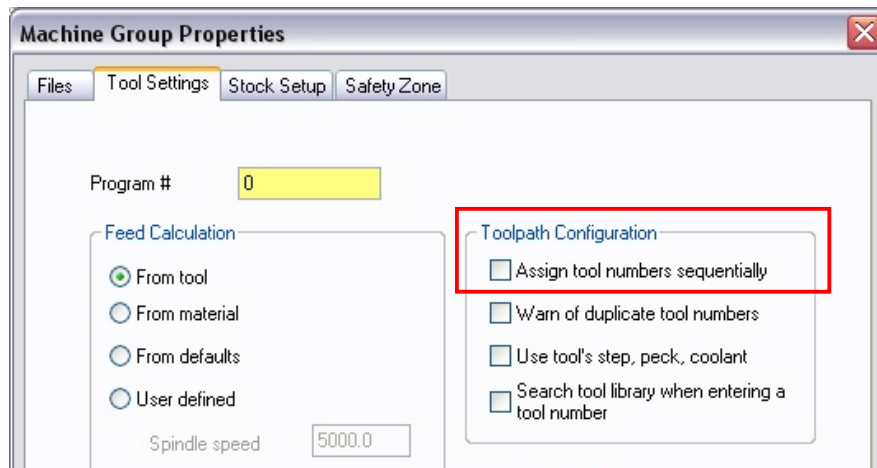 Machine Group Properties
Files
Tool Settings
Stock Setup
Safety Zone
Program #
0
Feed Calculation
From tool
From material
From defaults
User defined
Spindle speed
5000.0
Toolpath Configuration
Assign tool numbers sequentially
Warn of duplicate tool numbers
Use tool's step, peck, coolant
Search tool library when entering a
tool number